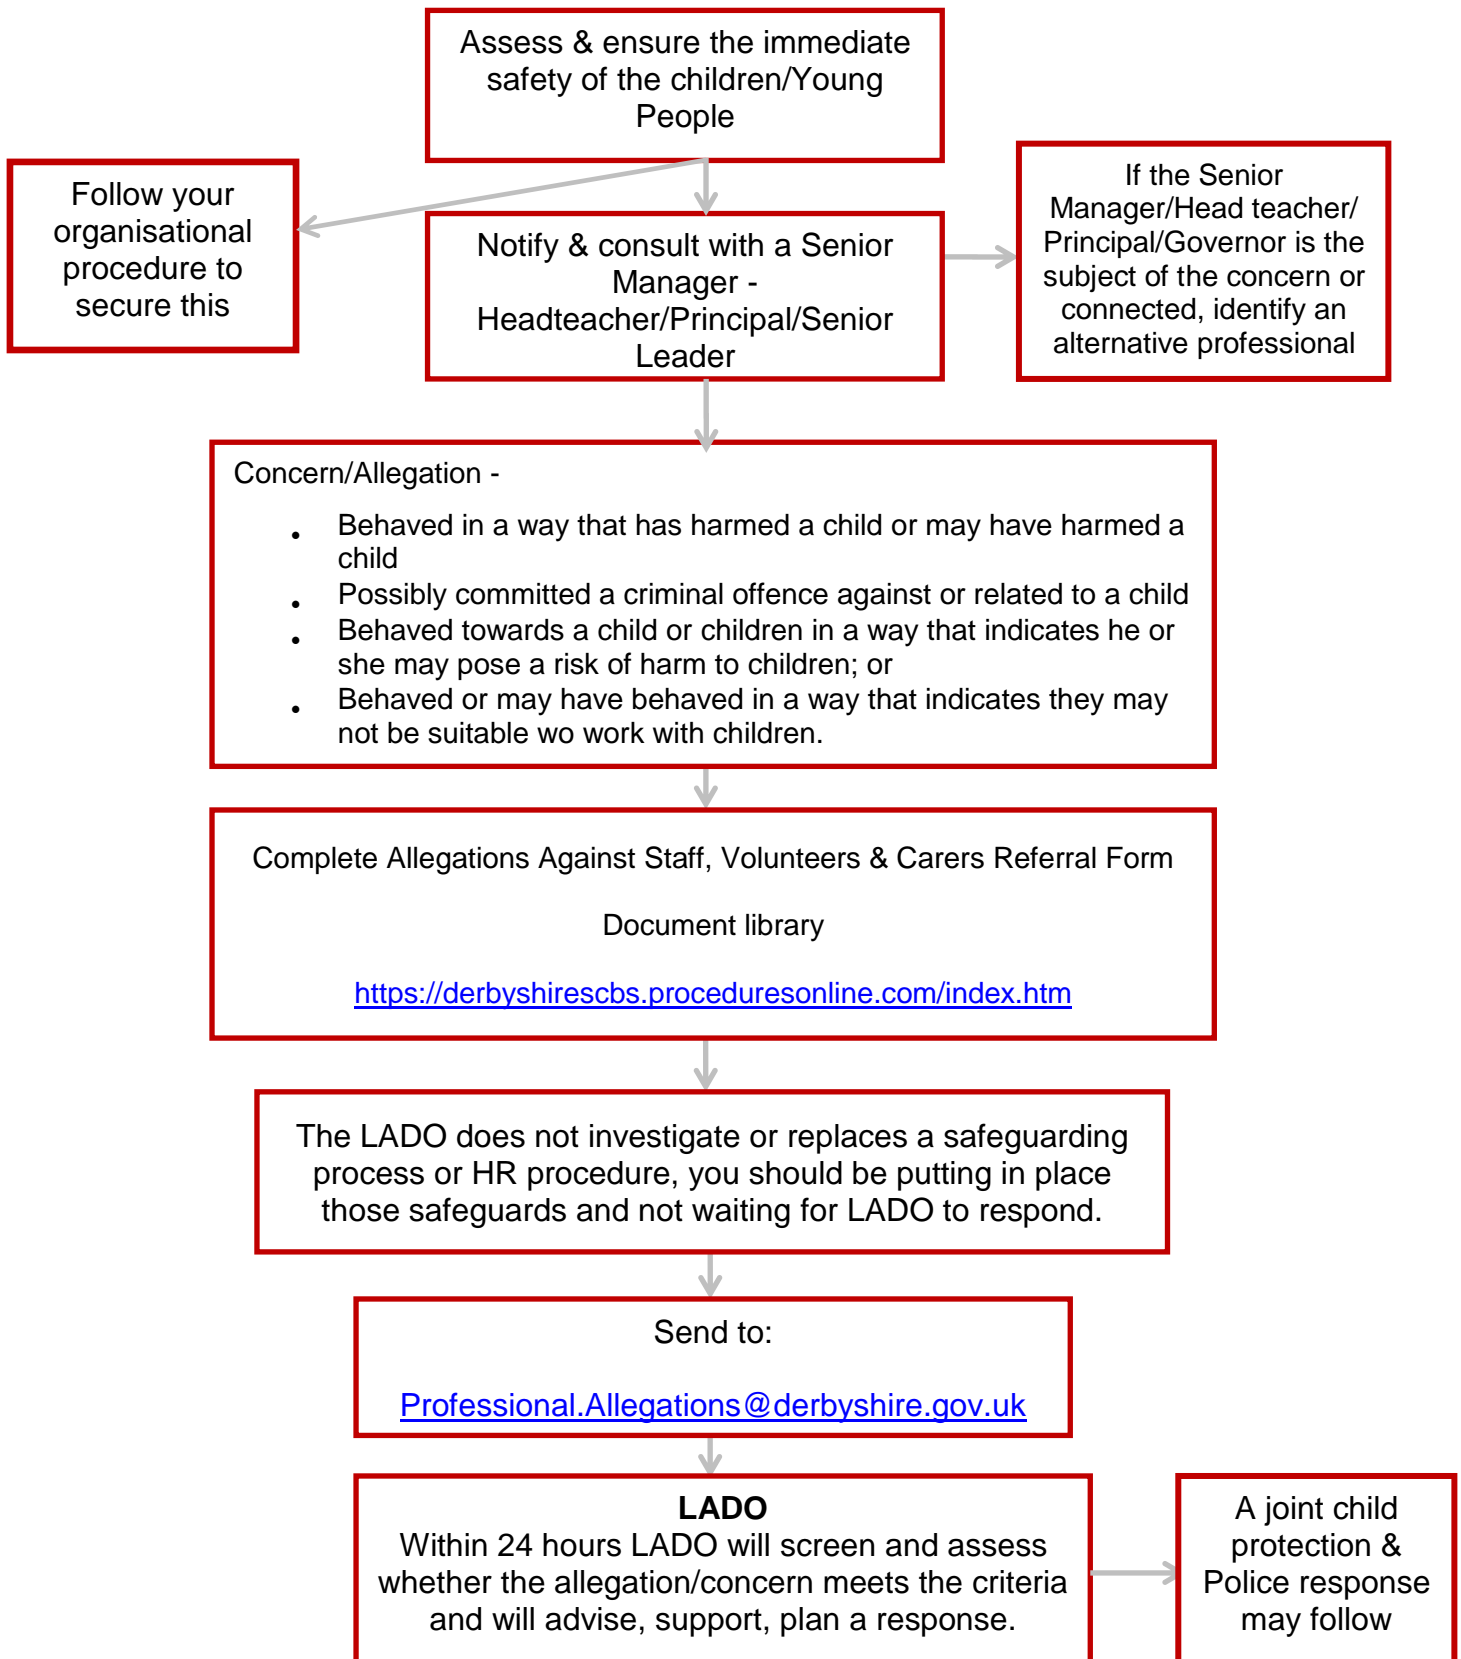 Assess & ensure the immediate
safety of the children/Young
People
Follow your
organisational
procedure to
secure this
Notify & consult with a Senior
Manager -
Headteacher/Principal/Senior
Leader
If the Senior
Manager/Head teacher/
Principal/Governor is the
subject of the concern or
connected, identify an
alternative professional
Concern/Allegation -
• Behaved in a way that has harmed a child or may have harmed a
child
• Possibly committed a criminal offence against or related to a child
• Behaved towards a child or children in a way that indicates he or
she may pose a risk of harm to children; or
• Behaved or may have behaved in a way that indicates they may
not be suitable wo work with children.
Complete Allegations Against Staff, Volunteers & Carers Referral Form
Document library
https://derbyshirescbs.proceduresonline.com/index.htm
The LADO does not investigate or replaces a safeguarding
process or HR procedure, you should be putting in place
those safeguards and not waiting for LADO to respond.
Send to:
Professional.Allegations@derbyshire.gov.uk
LADO
Within 24 hours LADO will screen and assess
whether the allegation/concern meets the criteria
and will advise, support, plan a response.
A joint child
protection &
Police response
may follow